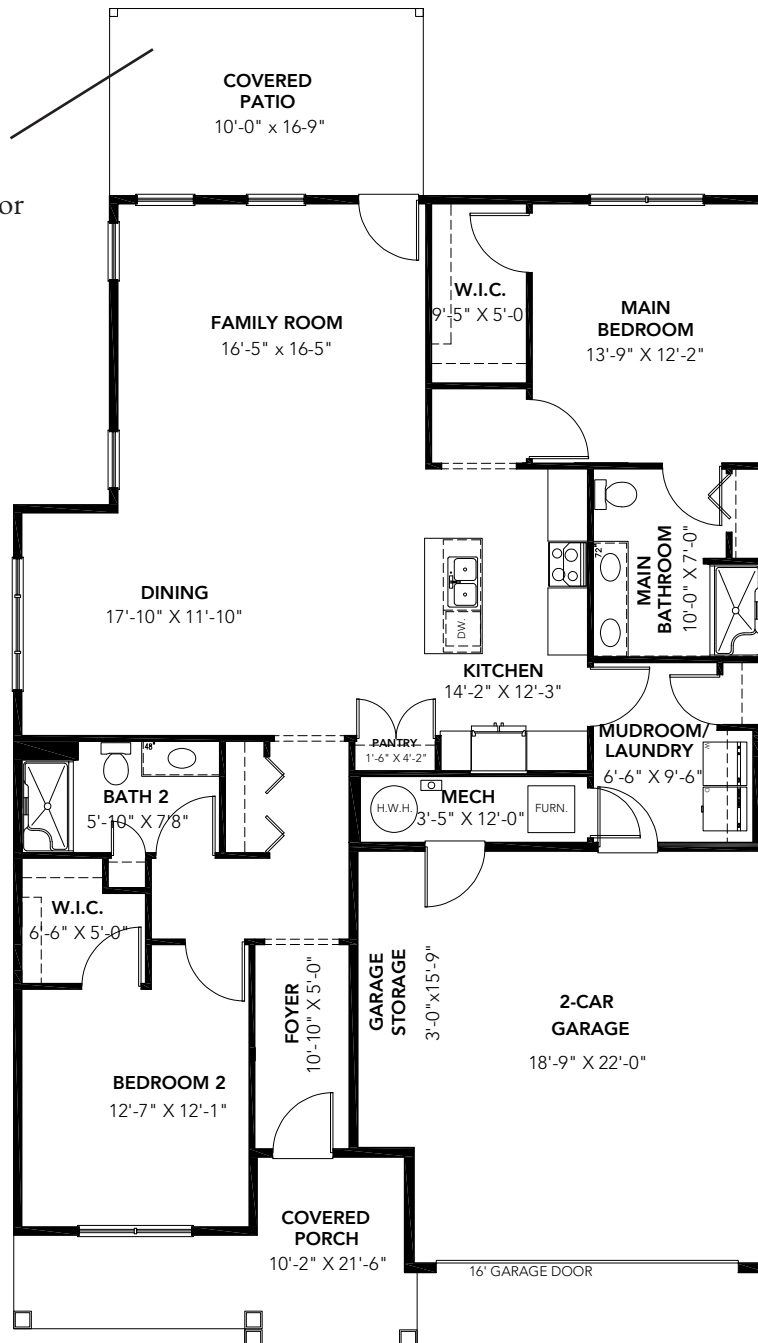 COVERED
PATIO
10'-0" x 16-9"
or
FAMILY ROOM
16'-5" x 16-5"
W.I.C.
9'-5" X 5'-0
MAIN
BEDROOM
13'-9" X 12'-2"
MAIN
BATHROOM
10'-0" X 7'-0"
72"
DINING
17'-10" X 11'-10"
DW.
KITCHEN
14'-2" X 12'-3"
PANTRY
1'-6" X 4'-2"
MUDROOM/
LAUNDRY
6'-6" X 9'-6"
W
D
48"
BATH 2
5'-10" X 7'8"
H.W.H.
MECH
3'-5" X 12'-0"
FURN.
W.I.C.
6'-6" X 5'-0"
FOYER
10'-10" X 5'-0"
GARAGE
STORAGE
3'-0"x15'-9"
2-CAR
GARAGE
18'-9" X 22'-0"
BEDROOM 2
12'-7" X 12'-1"
COVERED
PORCH
10'-2" X 21'-6"
16' GARAGE DOOR